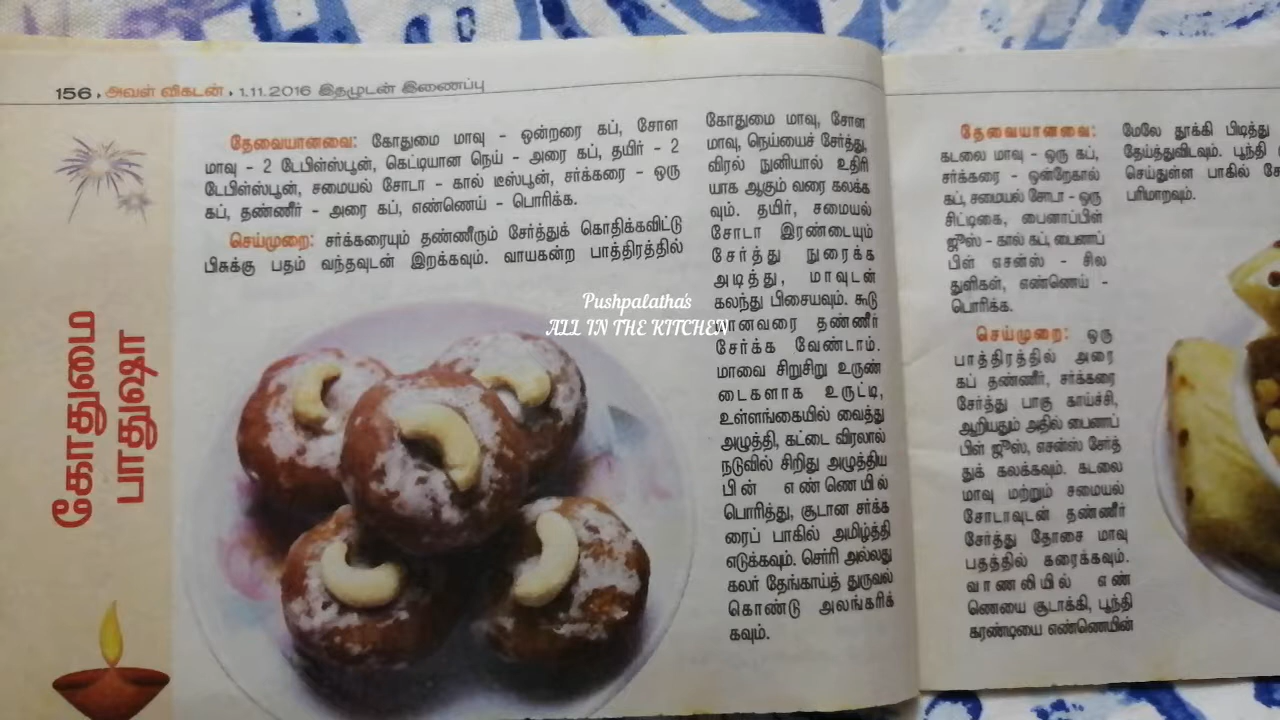 156 , அவள் விகடன் , 1.11.2016 இதழுடன் இணைப்பு
கோதுமை
பாதுஷா
தேவையானவை: கோதுமை மாவு - ஒன்றரை கப், சோள
மாவு - 2 டேபிள்ஸ்பூன், கெட்டியான நெய் - அரை கப், தயிர் - 2
டேபிள்ஸ்பூன், சமையல் சோடா - கால் டீஸ்பூன், சர்க்கரை - ஒரு
கப், தண்ணீர் - அரை கப், எண்ணெய் - பொரிக்க.
செய்முறை: சர்க்கரையும் தண்ணீரும் சேர்த்துக் கொதிக்கவிட்டு
பிசுக்கு பதம் வந்தவுடன் இறக்கவும். வாயகன்ற பாத்திரத்தில்
கோதுமை மாவு, சோள
மாவு, நெய்யைச் சேர்த்து,
விரல் நுனியால் உதிரி
யாக ஆகும் வரை கலக்க
வும். தயிர், சமையல்
சோடா இரண்டையும்
சேர்த்து நுரைக்க
அடித்து, மாவுடன்
கலந்து பிசையவும். கூடு
மானவரை தண்ணீர்
சேர்க்க வேண்டாம்.
மாவை சிறுசிறு உருண்
டைகளாக உருட்டி,
உள்ளங்கையில் வைத்து
அழுத்தி, கட்டை விரலால்
நடுவில் சிறிது அழுத்திய
பின் எண்ணெயில்
பொரித்து, சூடான சர்க்க
ரைப் பாகில் அமிழ்த்தி
எடுக்கவும். செர்ரி அல்லது
கலர் தேங்காய்த் துருவல்
கொண்டு அலங்கரிக்
கவும்.
Pushpalatha's
ALL IN THE KITCHEN
தேவையானவை:
கடலை மாவு - ஒரு கப்,
சர்க்கரை - ஒன்றேகால்
கப், சமையல் சோடா - ஒரு
சிட்டிகை, பைனாப்பிள்
ஜூஸ் - கால் கப், பைனாப்
பிள் எசன்ஸ் - சில
துளிகள், எண்ணெய் -
பொரிக்க.
செய்முறை: ஒரு
பாத்திரத்தில் அரை
கப் தண்ணீர், சர்க்கரை
சேர்த்து பாகு காய்ச்சி,
ஆறியதும் அதில் பைனாப்
பிள் ஜூஸ், எசன்ஸ் சேர்த்
துக் கலக்கவும். கடலை
மாவு மற்றும் சமையல்
சோடாவுடன் தண்ணீர்
சேர்த்து தோசை மாவு
பதத்தில் கரைக்கவும்.
வாணலியில் எண்
ணெயை சூடாக்கி, பூந்தி
கரண்டியை எண்ணெயின்
மேலே தூக்கி பிடித்து
தேய்த்துவிடவும். பூந்தி
செய்துள்ள பாகில்
பரிமாறவும்.